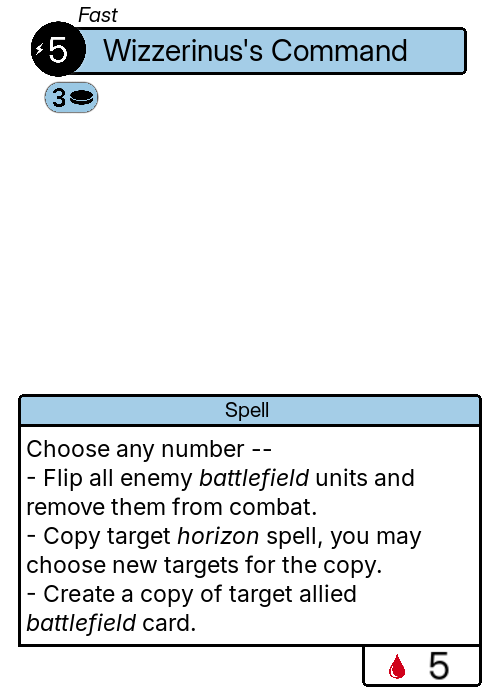 Fast
5 Wizzerinus's Command
3
Spell
Choose any number --
- Flip all enemy battlefield units and
remove them from combat.
- Copy target horizon spell, you may
choose new targets for the copy.
- Create a copy of target allied
battlefield card.
5